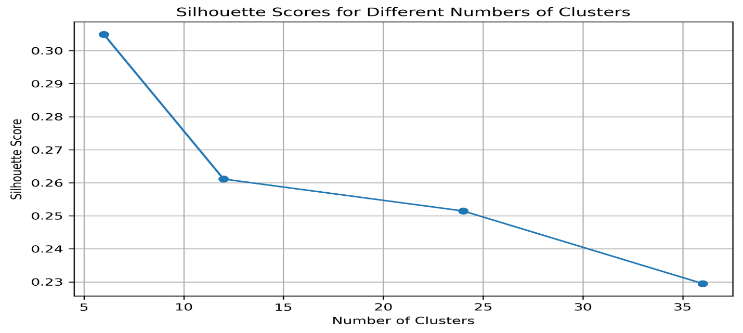 Silhouette Scores for Different Numbers of Clusters
Silhouette Score
0.30
0.29
0.28
0.27
0.26
0.25
0.24
0.23
5 10 15 20 25 30 35
Number of Clusters